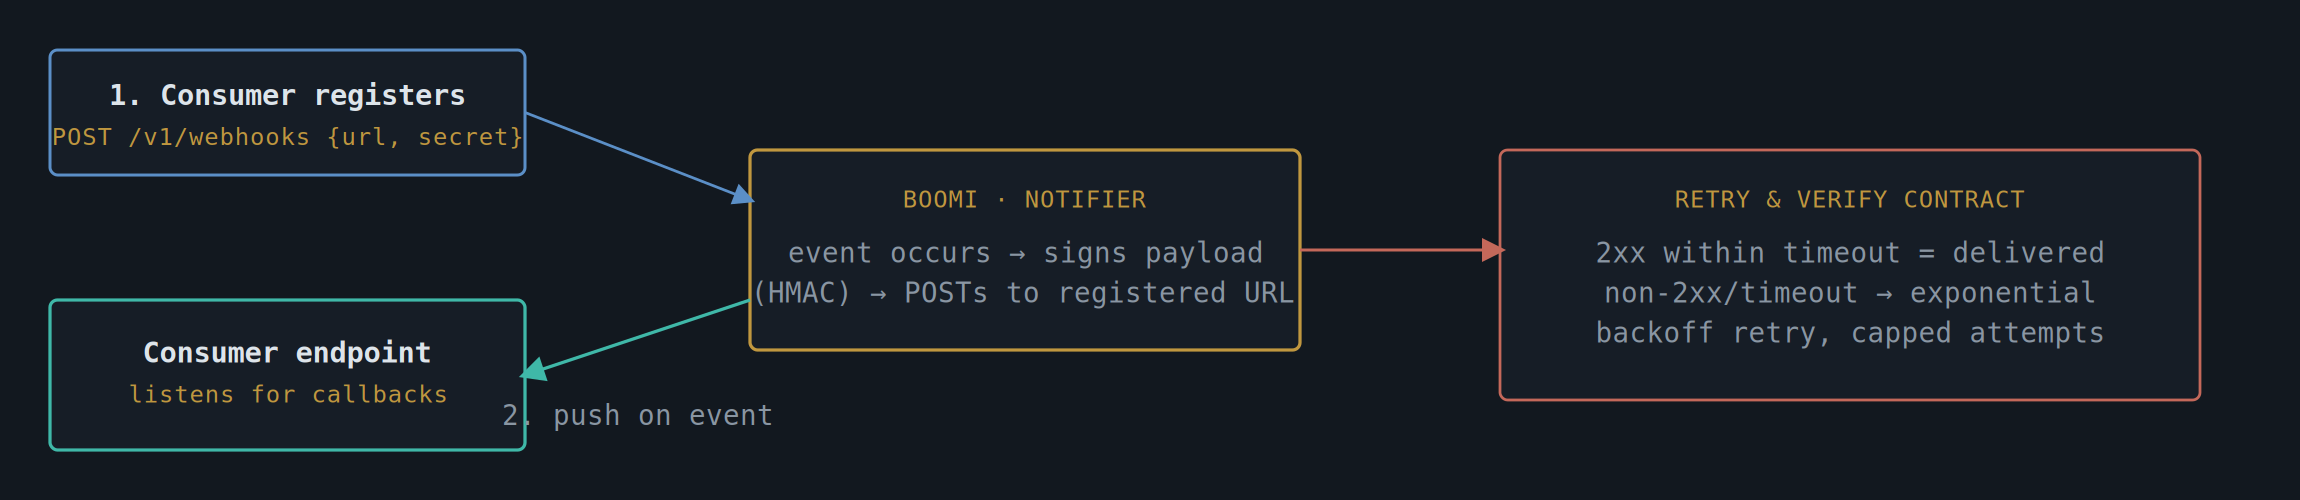 1. Consumer registers
POST /v1/webhooks {url, secret}
BOOMI · NOTIFIER
event occurs → signs payload
(HMAC) → POSTs to registered URL
RETRY & VERIFY CONTRACT
2xx within timeout = delivered
non-2xx/timeout → exponential
backoff retry, capped attempts
Consumer endpoint
listens for callbacks
2. push on event